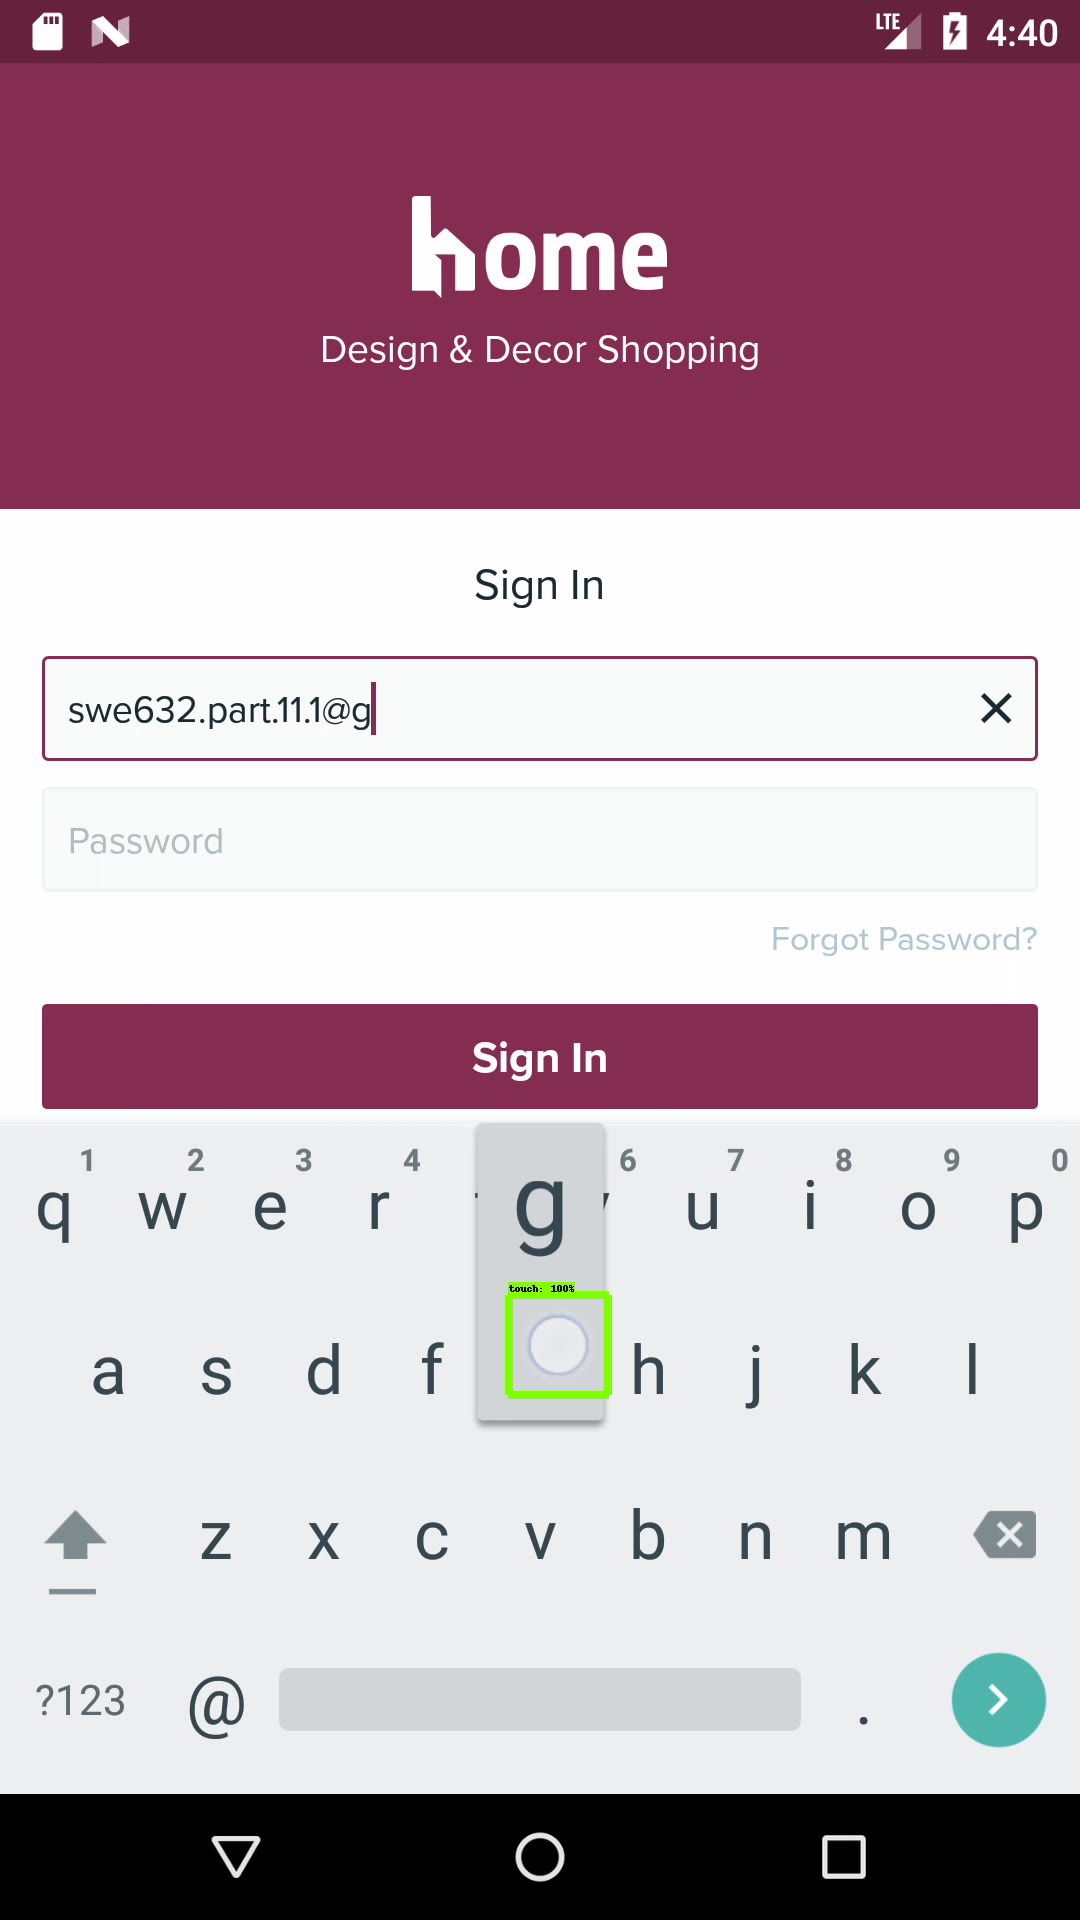 LTE 4:40
home
Design & Decor Shopping
Sign In
swe632.part.11.1@g
Password
Forgot Password?
Sign In
1 2 3 4 6 7 8 9 0
q w e r g u i o p
touch: 100%
a s d f h j k l
z x c v b n m
?123 @ .